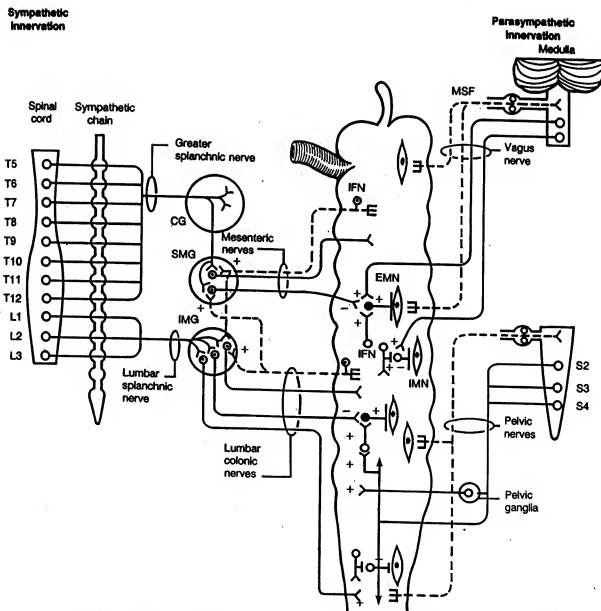 Sympathetic
innervation
Parasympathetic
Innervation
Medulla
MSF
Spinal
cord
Sympathetic
chain
Greater
splanchnic nerve
Vagus
nerve
T5
T6
T7
T8
T9
T10
T11
T12
L1
L2
L3
CG
SMG
IMG
Mesenteric
nerves
IFN
EMN
IFN
IMN
Lumbar
splanchnic
nerve
Lumbar
colonic
nerves
S2
S3
S4
Pelvic
nerves
Pelvic
ganglia